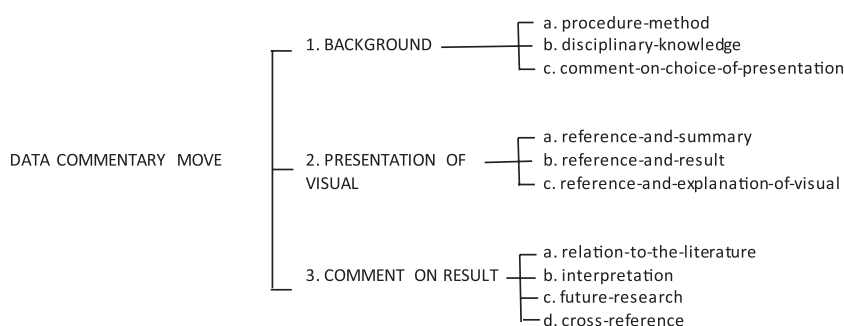 1. BACKGROUND
a. procedure-method
b. disciplinary-knowledge
c. comment-on-choice-of-presentation
DATA COMMENTARY MOVE
2. PRESENTATION OF
VISUAL
a. reference-and-summary
b. reference-and-result
c. reference-and-explanation-of-visual
3. COMMENT ON RESULT
a. relation-to-the-literature
b. interpretation
c. future-research
d. cross-reference